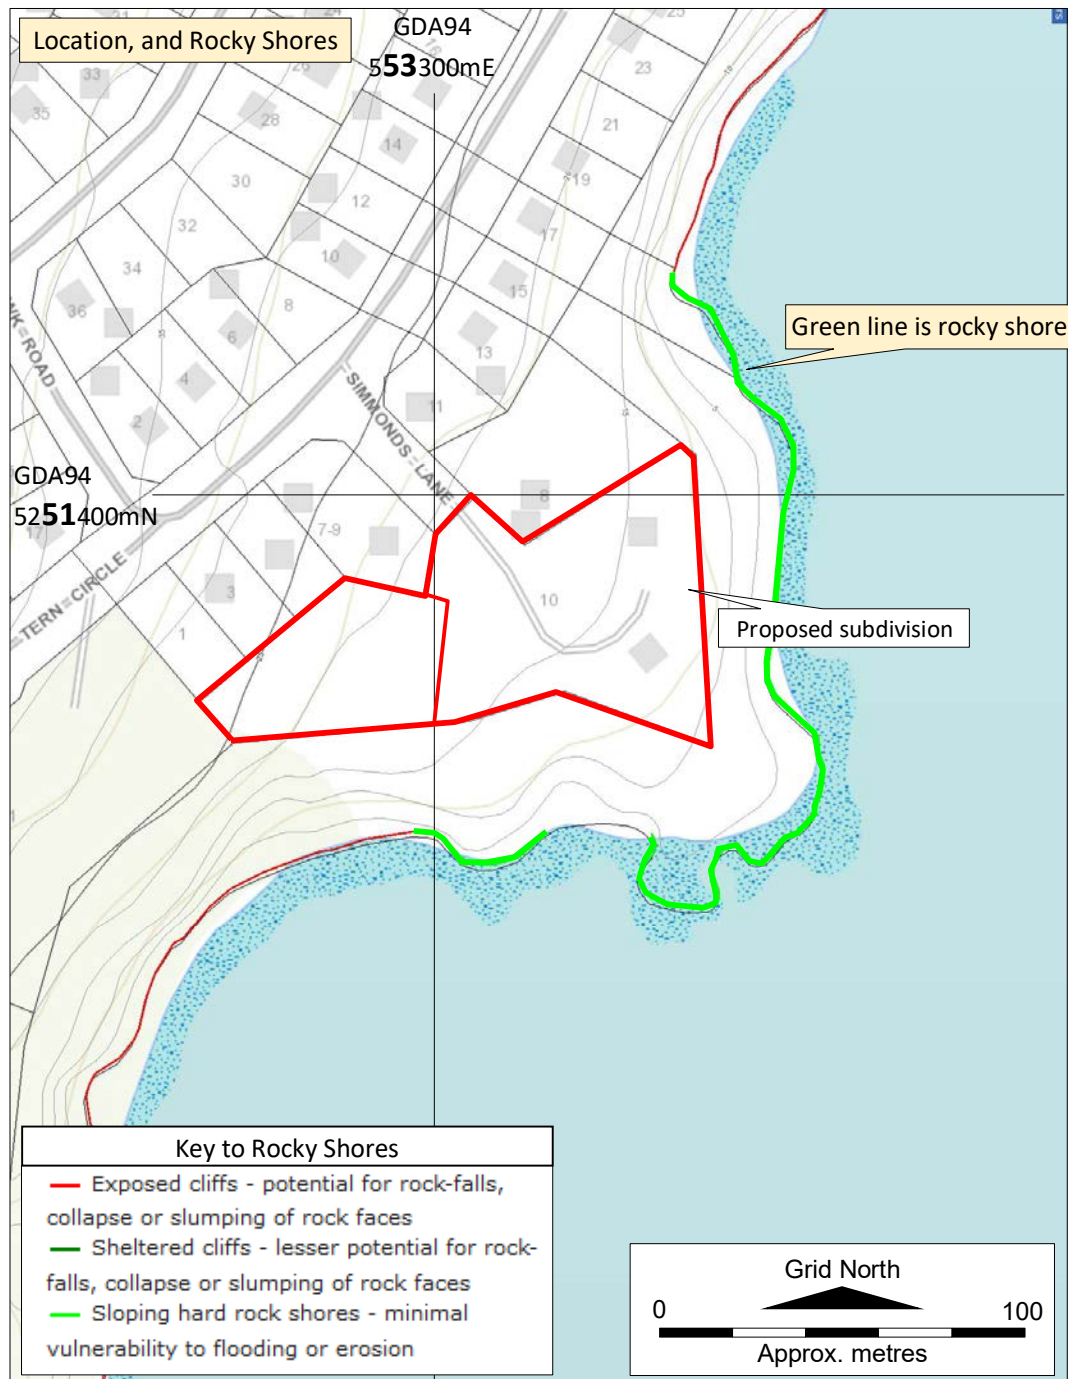 Location, and Rocky Shores
GDA94
553300mE
25
16
23
33
26
35
28
21
14
19
30
12
32
17
10
34
15
8
36
6
13
HAWK=ROAD
4
SIMMONDS=LANE
11
2
GDA94
5251400mN
Green line is rocky shore
8
17
7-9
TERN=CIRCLE
3
10
1
Proposed subdivision
Key to Rocky Shores
Exposed cliffs - potential for rock-falls,
collapse or slumping of rock faces
Sheltered cliffs - lesser potential for rock-
falls, collapse or slumping of rock faces
Sloping hard rock shores - minimal
vulnerability to flooding or erosion
Grid North
0 100
Approx. metres